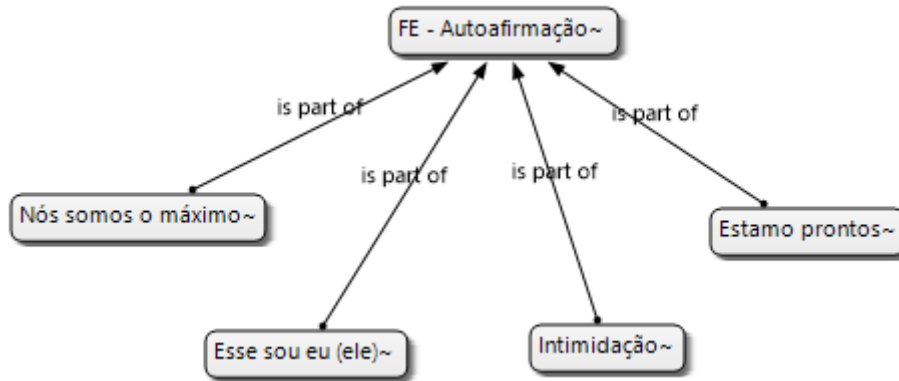 FE - Autoafirmação~
is part of
is part of
is part of
is part of
Nós somos o máximo~
Estamo prontos~
Esse sou eu (ele)~
Intimidação~